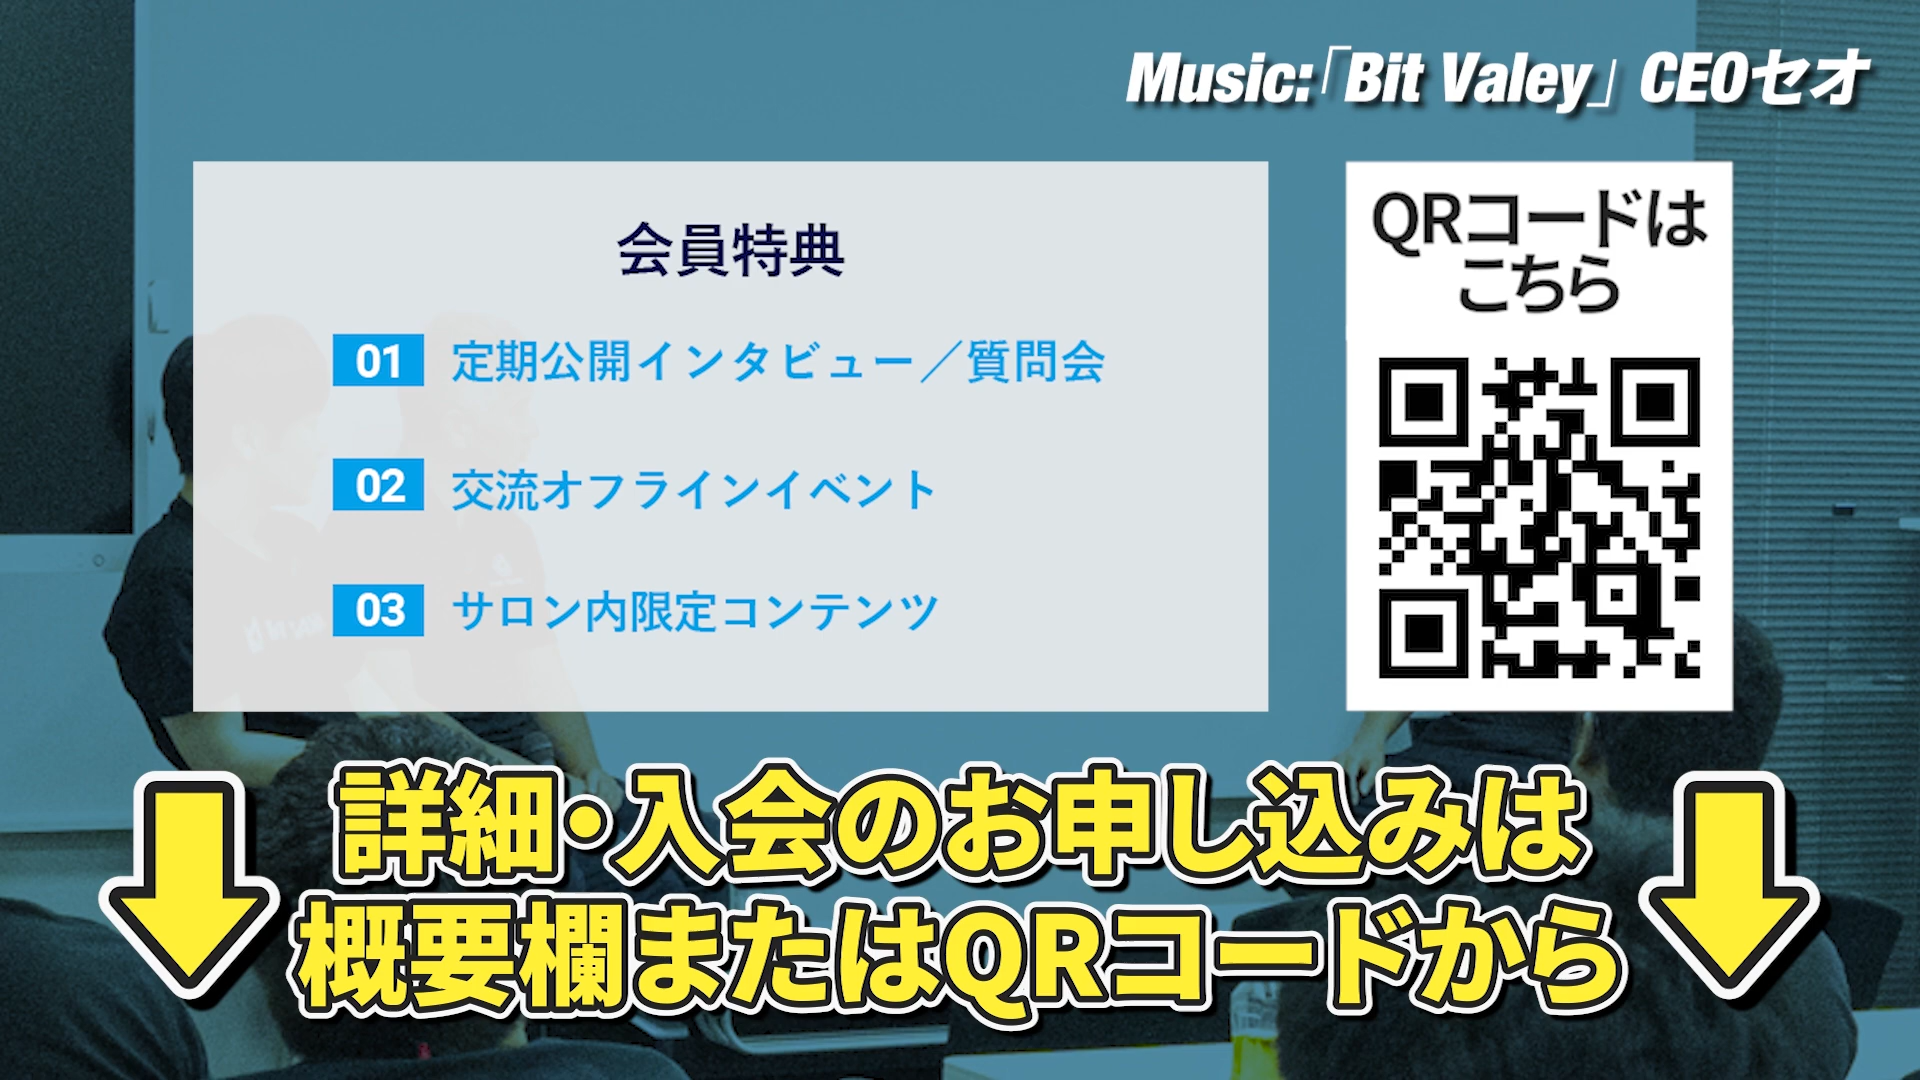 Music:「Bit Valey」 CEOセオ
会員特典
01 定期公開インタビュー／質問会
02 交流オフラインイベント
03 サロン内限定コンテンツ
QRコードは
こちら
詳細・入会のお申し込みは
概要欄またはQRコードから